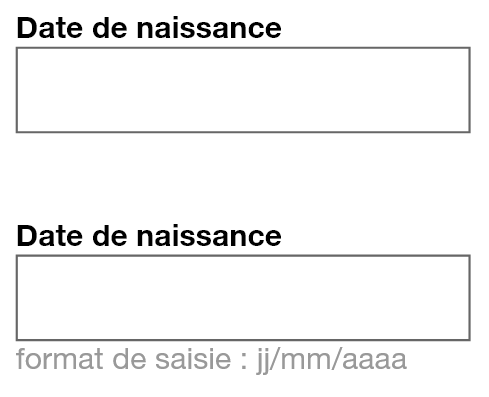 Date de naissance
Date de naissance
format de saisie : jj/mm/aaaa